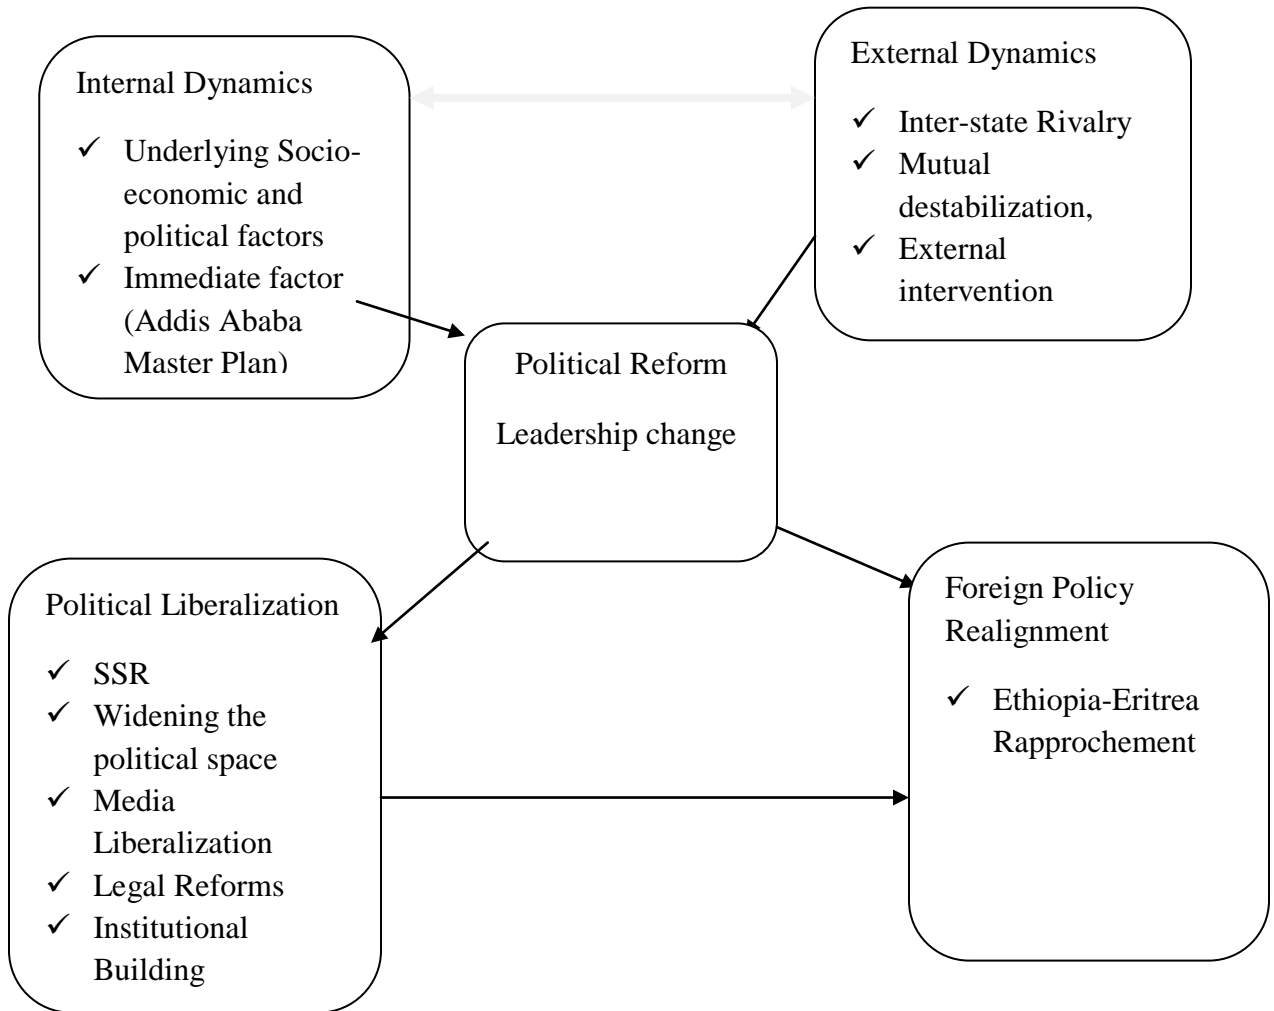 Internal Dynamics
✓ Underlying Socio-
economic and
political factors
✓ Immediate factor
(Addis Ababa
Master Plan)
External Dynamics
✓ Inter-state Rivalry
✓ Mutual
destabilization,
✓ External
intervention
Political Reform
Leadership change
Political Liberalization
✓ SSR
✓ Widening the
political space
✓ Media
Liberalization
✓ Legal Reforms
✓ Institutional
Building
Foreign Policy
Realignment
✓ Ethiopia-Eritrea
Rapprochement